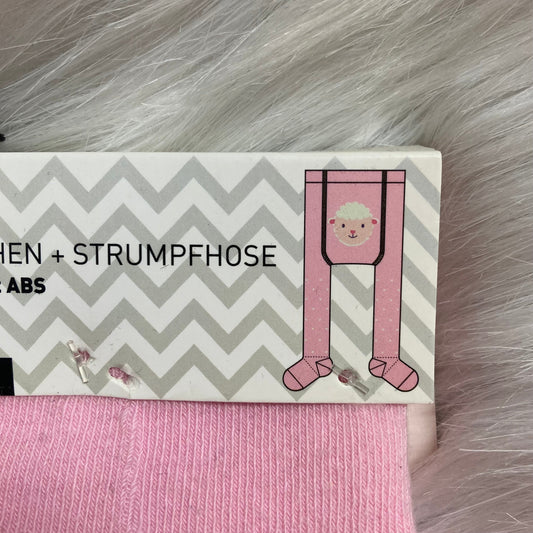 HEN + STRUMPFHOSE
ABS